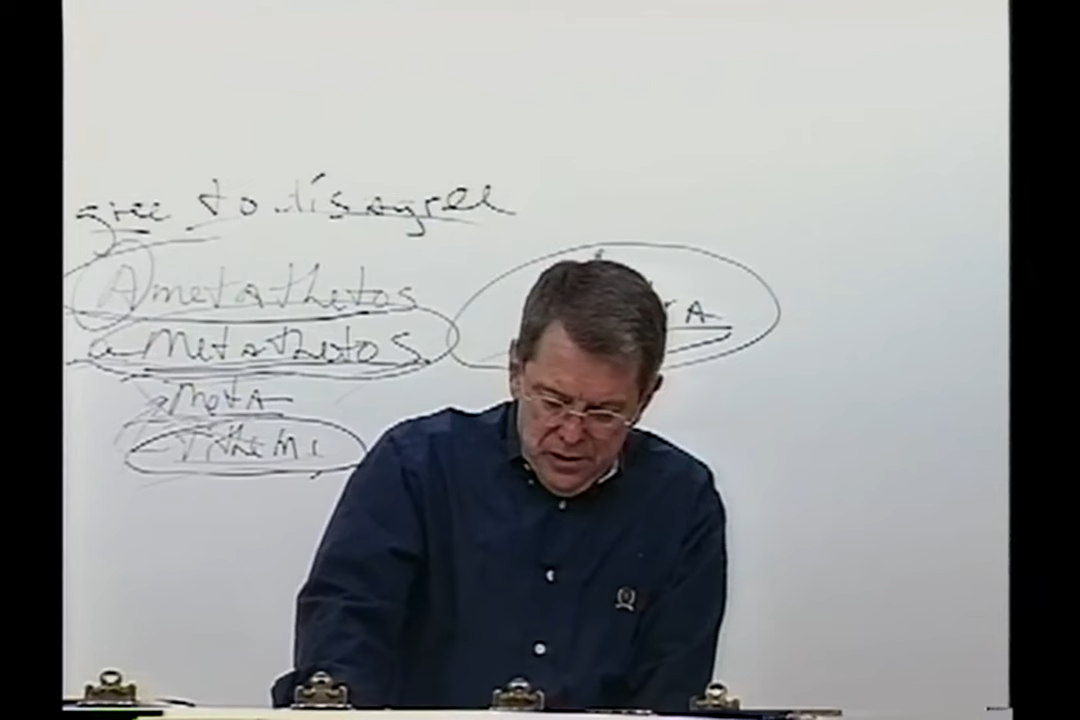 gree to disagree
Ametathetos
a-Metathetos
Meta
Tithemi